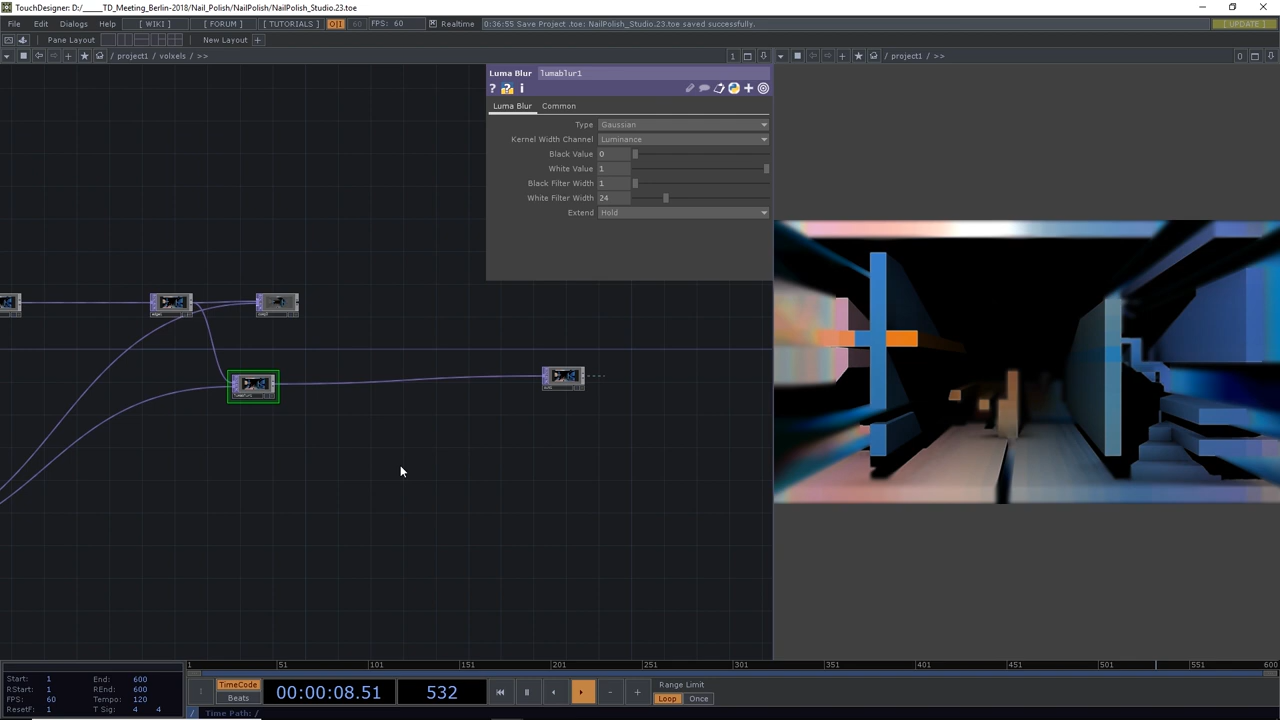 TouchDesigner: D:/_____TD_Meeting_Berlin-2018/Nail_Polish/NailPolish/NailPolish_Studio.23.toe
File Edit Dialogs Help [ WIKI ] [ FORUM ] [ TUTORIALS ] O|I 60 FPS: 60 Realtime 0:36:55 Save Project .toe: NailPolish_Studio.23.toe saved successfully. [ UPDATE ]
Pane Layout New Layout +
/ project1 / volxels / >> 1
/ project1 / >> 0
Luma Blur lumablur1
? ? i
Luma Blur Common
Type Gaussian
Kernel Width Channel Luminance
Black Value 0
White Value 1
Black Filter Width 1
White Filter Width 24
Extend Hold
1 51 101 151 201 251 351 401 451 501 551 600
Start: 1 End: 600
RStart: 1 REnd: 600
FPS: 60 Tempo: 120
ResetF: 1 T Sig: 4 4
TimeCode
Beats
00:00:08.51 532
Range Limit
Loop Once
/ Time Path: /